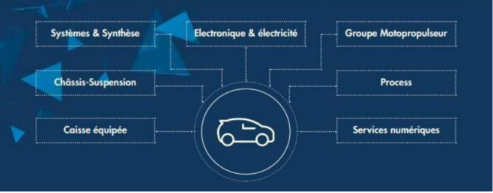 Systèmes & Synthèse
Electronique & électricité
Groupe Motopropulseur
Châssis-Suspension
Process
Caisse équipée
Services numériques